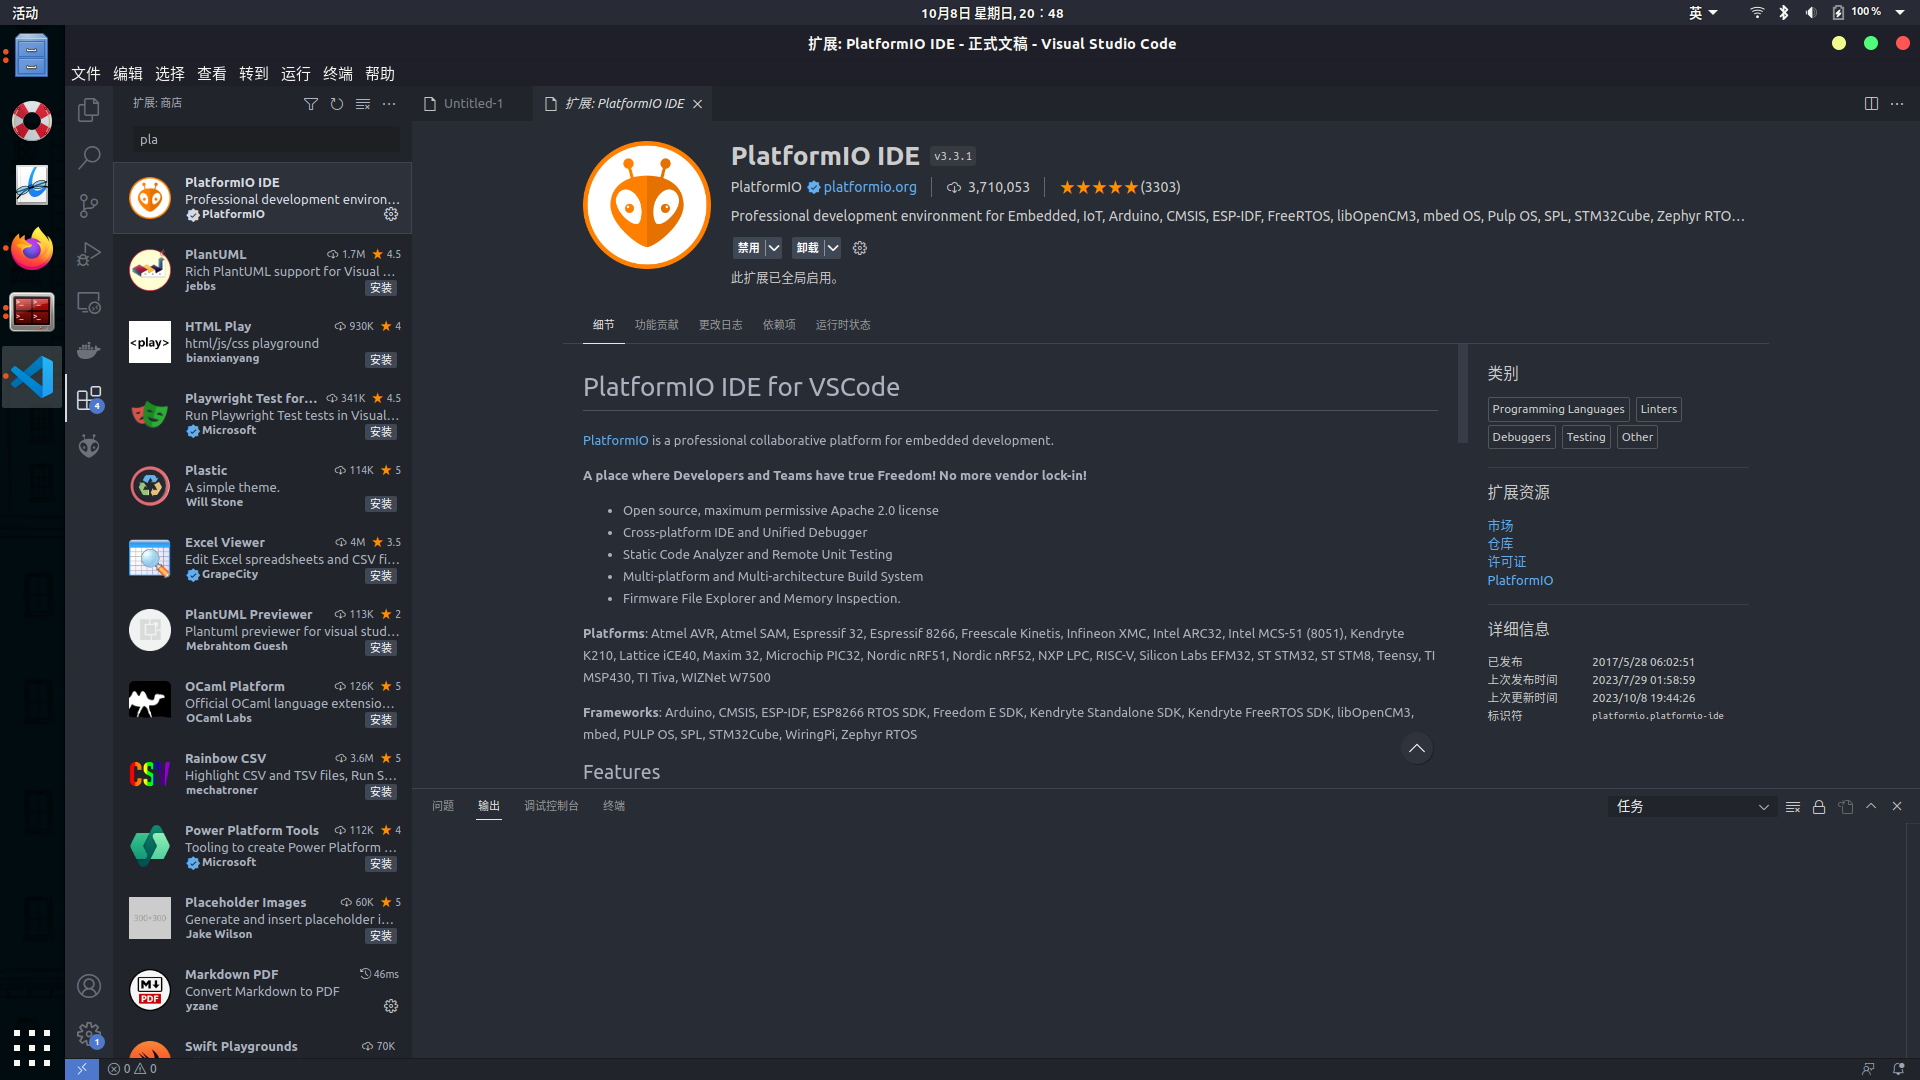 活动
10月8日 星期日, 20：48
英
100 %
扩展: PlatformIO IDE - 正式文稿 - Visual Studio Code
文件 编辑 选择 查看 转到 运行 终端 帮助
扩展: 商店
pla
PlatformIO IDE
Professional development environ...
PlatformIO
PlantUML 1.7M 4.5
Rich PlantUML support for Visual ...
jebbs 安装
<play>
HTML Play 930K 4
html/js/css playground
bianxianyang 安装
Playwright Test for... 341K 4.5
Run Playwright Test tests in Visual...
Microsoft 安装
Plastic 114K 5
A simple theme.
Will Stone 安装
Excel Viewer 4M 3.5
Edit Excel spreadsheets and CSV fi...
GrapeCity 安装
PlantUML Previewer 113K 2
Plantuml previewer for visual stud...
Mebrahtom Guesh 安装
OCaml Platform 126K 5
Official OCaml language extensio...
OCaml Labs 安装
CSV
Rainbow CSV 3.6M 5
Highlight CSV and TSV files, Run S...
mechatroner 安装
Power Platform Tools 112K 4
Tooling to create Power Platform ...
Microsoft 安装
300×300
Placeholder Images 60K 5
Generate and insert placeholder i...
Jake Wilson 安装
M PDF
Markdown PDF 46ms
Convert Markdown to PDF
yzane
Swift Playgrounds 70K
4
1
0 0
Untitled-1
扩展: PlatformIO IDE
PlatformIO IDE v3.3.1
PlatformIO platformio.org 3,710,053 (3303)
Professional development environment for Embedded, IoT, Arduino, CMSIS, ESP-IDF, FreeRTOS, libOpenCM3, mbed OS, Pulp OS, SPL, STM32Cube, Zephyr RTO...
禁用 卸载
此扩展已全局启用。
细节 功能贡献 更改日志 依赖项 运行时状态
PlatformIO IDE for VSCode
PlatformIO is a professional collaborative platform for embedded development.
A place where Developers and Teams have true Freedom! No more vendor lock-in!
• Open source, maximum permissive Apache 2.0 license
• Cross-platform IDE and Unified Debugger
• Static Code Analyzer and Remote Unit Testing
• Multi-platform and Multi-architecture Build System
• Firmware File Explorer and Memory Inspection.
Platforms: Atmel AVR, Atmel SAM, Espressif 32, Espressif 8266, Freescale Kinetis, Infineon XMC, Intel ARC32, Intel MCS-51 (8051), Kendryte
K210, Lattice iCE40, Maxim 32, Microchip PIC32, Nordic nRF51, Nordic nRF52, NXP LPC, RISC-V, Silicon Labs EFM32, ST STM32, ST STM8, Teensy, TI
MSP430, TI Tiva, WIZNet W7500
Frameworks: Arduino, CMSIS, ESP-IDF, ESP8266 RTOS SDK, Freedom E SDK, Kendryte Standalone SDK, Kendryte FreeRTOS SDK, libOpenCM3,
mbed, PULP OS, SPL, STM32Cube, WiringPi, Zephyr RTOS
Features
类别
Programming Languages Linters
Debuggers Testing Other
扩展资源
市场
仓库
许可证
PlatformIO
详细信息
已发布 2017/5/28 06:02:51
上次发布时间 2023/7/29 01:58:59
上次更新时间 2023/10/8 19:44:26
标识符 platformio.platformio-ide
问题 输出 调试控制台 终端
任务